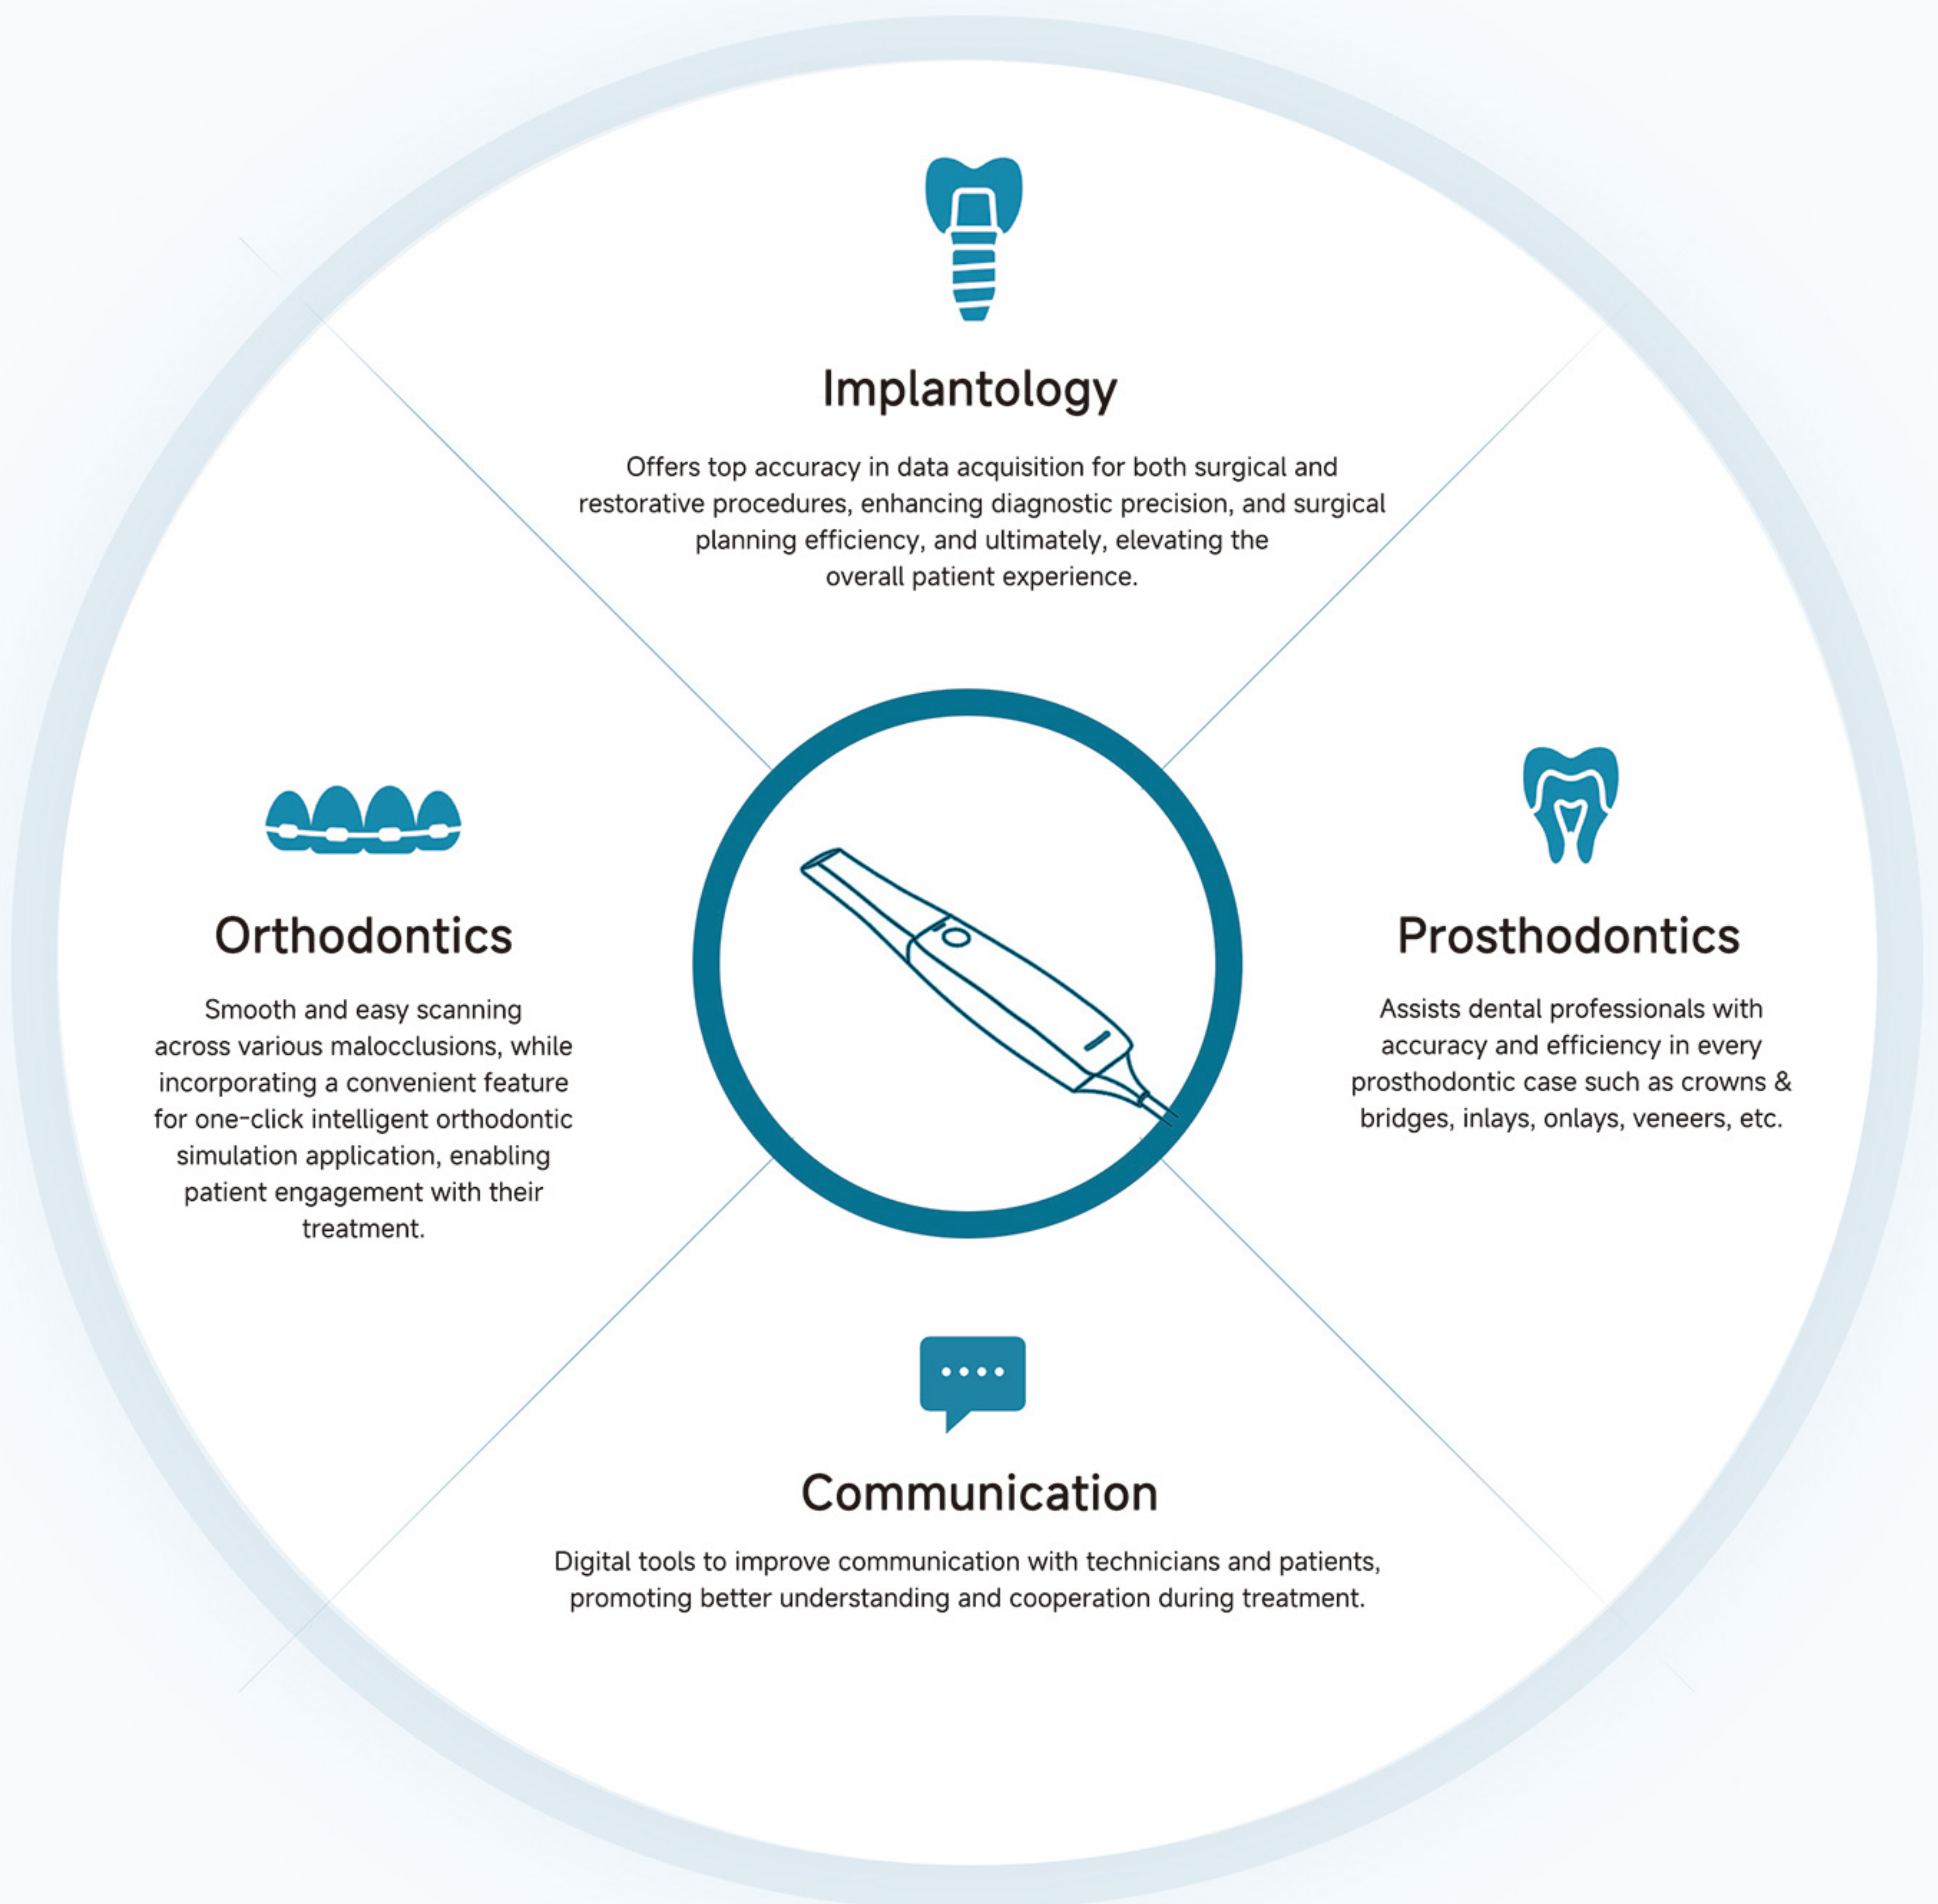 Implantology
Offers top accuracy in data acquisition for both surgical and
restorative procedures, enhancing diagnostic precision, and surgical
planning efficiency, and ultimately, elevating the
overall patient experience.
Orthodontics
Smooth and easy scanning
across various malocclusions, while
incorporating a convenient feature
for one-click intelligent orthodontic
simulation application, enabling
patient engagement with their
treatment.
Prosthodontics
Assists dental professionals with
accuracy and efficiency in every
prosthodontic case such as crowns &
bridges, inlays, onlays, veneers, etc.
Communication
Digital tools to improve communication with technicians and patients,
promoting better understanding and cooperation during treatment.